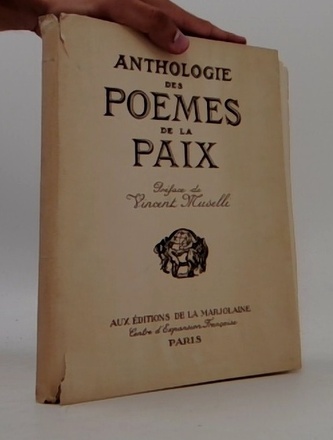 ANTHOLOGIE
DES
POEMES
DE LA
PAIX
Préface de
Vincent Muselli
AUX ÉDITIONS DE LA MARJOLAINE
Centre d'Expansion Française
PARIS